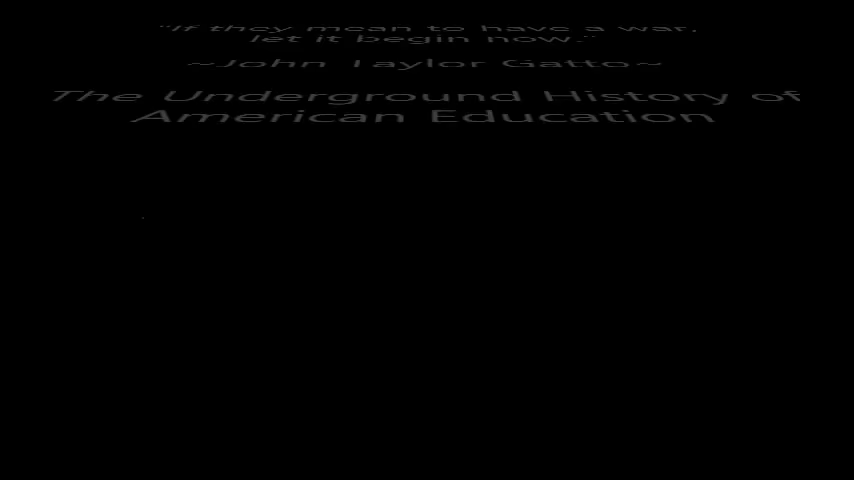 "If they mean to have a war,
let it begin now."
~John Taylor Gatto~
The Underground History of
American Education